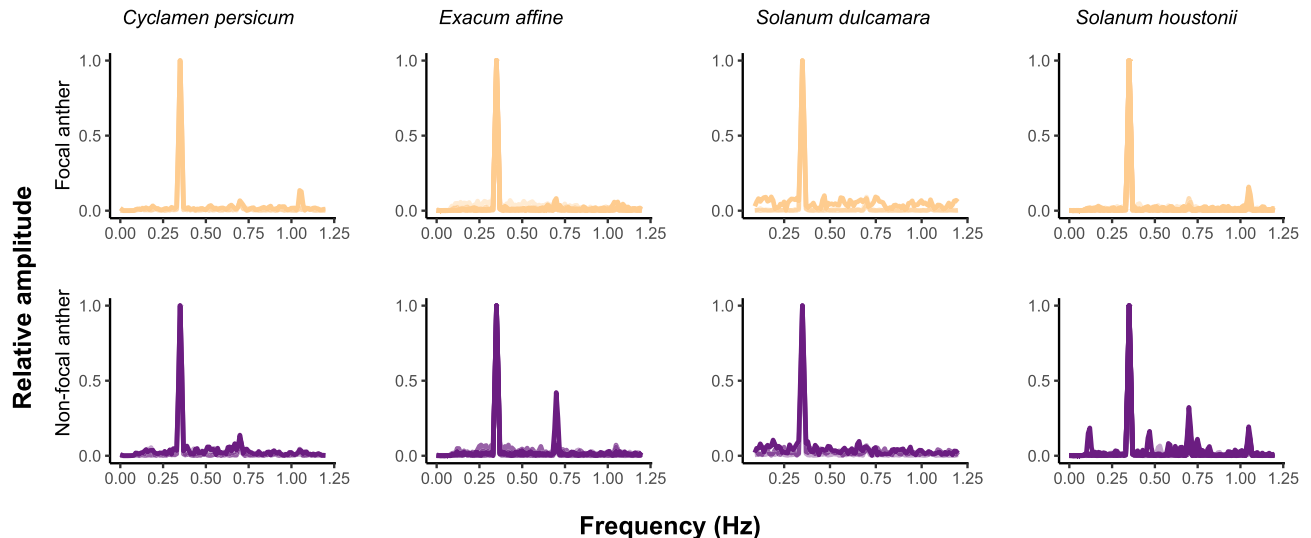 Cyclamen persicum
Exacum affine
Solanum dulcamara
Solanum houstonii
Relative amplitude
Focal anther
1.0
0.5
0.0
0.00 0.25 0.50 0.75 1.00 1.25
1.0
0.5
0.0
0.00 0.25 0.50 0.75 1.00 1.25
1.0
0.5
0.0
0.25 0.50 0.75 1.00 1.25
1.0
0.5
0.0
0.00 0.25 0.50 0.75 1.00 1.25
Non-focal anther
1.0
0.5
0.0
0.00 0.25 0.50 0.75 1.00 1.25
1.0
0.5
0.0
0.00 0.25 0.50 0.75 1.00 1.25
1.0
0.5
0.0
0.25 0.50 0.75 1.00 1.25
1.0
0.5
0.0
0.00 0.25 0.50 0.75 1.00 1.25
Frequency (Hz)